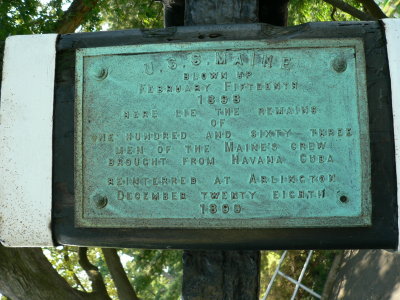 U.S.S. MAINE
BLOWN UP
FEBRUARY FIFTEENTH
1898
HERE LIE THE REMAINS
OF
ONE HUNDRED AND SIXTY THREE
MEN OF THE MAINE'S CREW
BROUGHT FROM HAVANA CUBA
REINTERRED AT ARLINGTON
DECEMBER TWENTY EIGHTH
1899